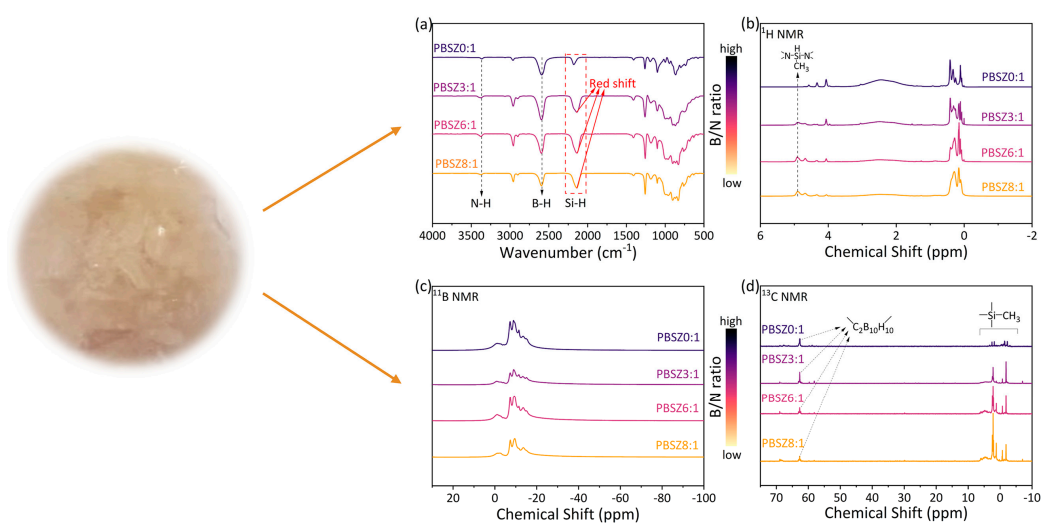 (a)
PBSZ0:1
PBSZ3:1
Red shift
PBSZ6:1
PBSZ8:1
N-H
B-H
Si-H
4000 3500 3000 2500 2000 1500 1000 500
Wavenumber (cm⁻¹)
high
B/N ratio
low
(b)
¹H NMR
H
N-Si-N
CH₃
PBSZ0:1
PBSZ3:1
PBSZ6:1
PBSZ8:1
6 4 2 0 -2
Chemical Shift (ppm)
(c)
¹¹B NMR
PBSZ0:1
PBSZ3:1
PBSZ6:1
PBSZ8:1
20 0 -20 -40 -60 -80 -100
Chemical Shift (ppm)
high
B/N ratio
low
(d)
¹³C NMR
C₂B₁₀H₁₀
Si-CH₃
PBSZ0:1
PBSZ3:1
PBSZ6:1
PBSZ8:1
70 60 50 40 30 20 10 0 -10
Chemical Shift (ppm)